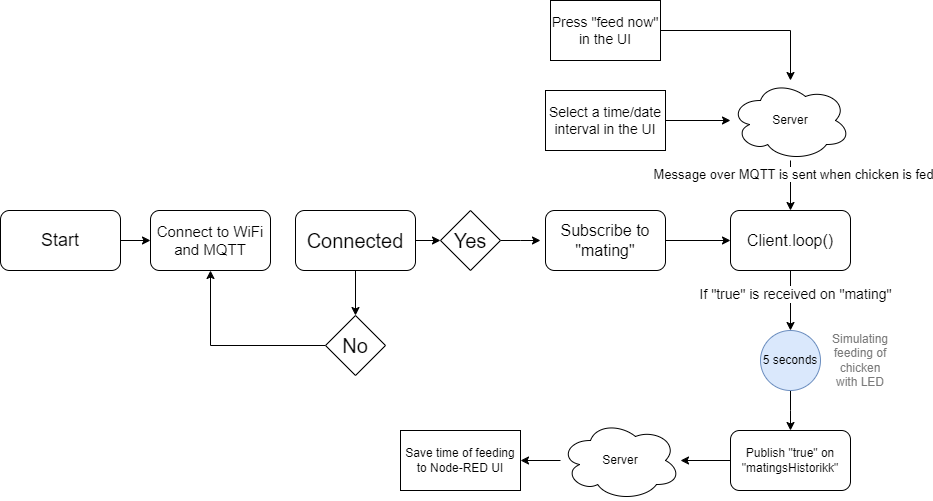 Press "feed now"
in the UI
Select a time/date
interval in the UI
Server
Message over MQTT is sent when chicken is fed
Start
Connect to WiFi
and MQTT
Connected
Yes
Subscribe to
"mating"
Client.loop()
No
If "true" is received on "mating"
5 seconds
Simulating
feeding of
chicken
with LED
Save time of feeding
to Node-RED UI
Server
Publish "true" on
"matingsHistorikk"